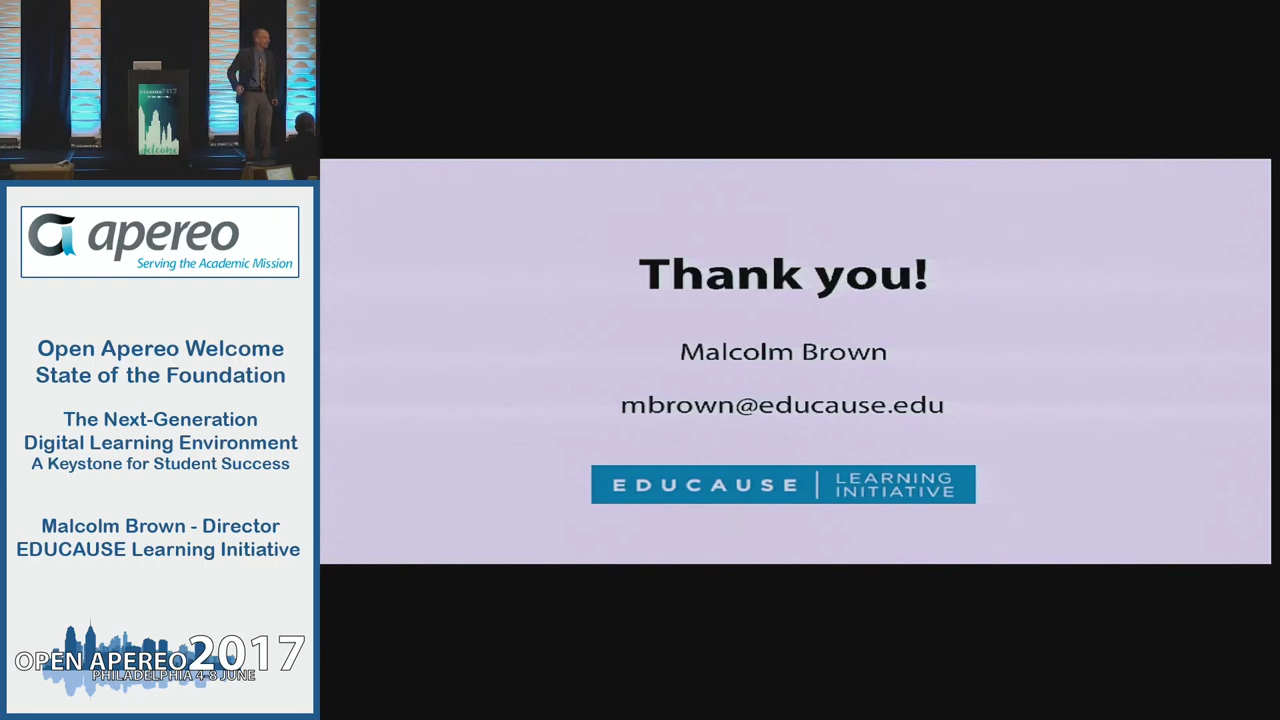 apereo
Serving the Academic Mission
Open Apereo Welcome
State of the Foundation
The Next-Generation
Digital Learning Environment
A Keystone for Student Success
Malcolm Brown - Director
EDUCAUSE Learning Initiative
OPEN APEREO 2017
PHILADELPHIA 4-8 JUNE
Thank you!
Malcolm Brown
mbrown@educause.edu
EDUCAUSE | LEARNING
INITIATIVE